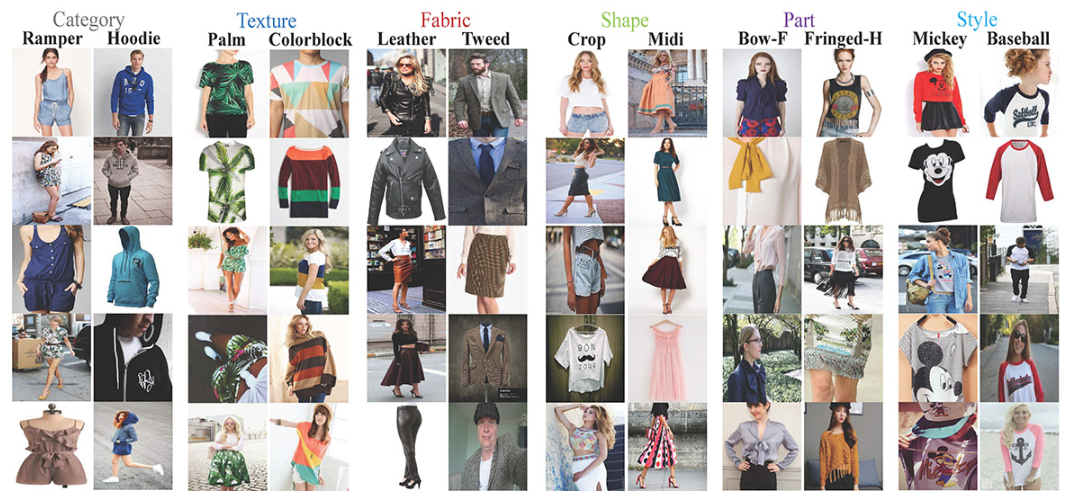 Category Texture Fabric Shape Part Style
Ramper Hoodie Palm Colorblock Leather Tweed Crop Midi Bow-F Fringed-H Mickey Baseball
BON
JOUR